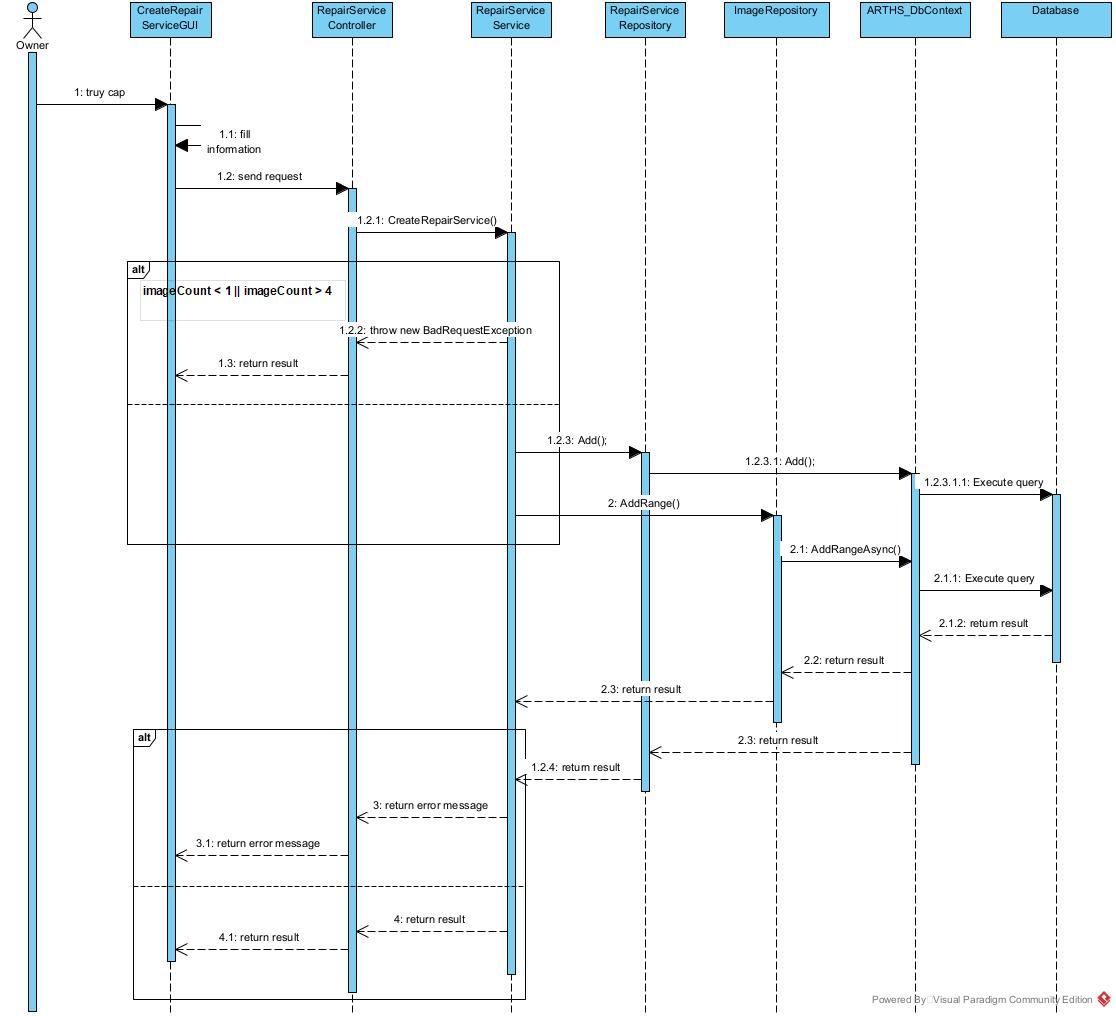 CreateRepair
ServiceGUI
RepairService
Controller
RepairService
Service
RepairService
Repository
ImageRepository
ARTHS_DbContext
Database
Owner
1: truy cap
1.1: fill
information
1.2: send request
1.2.1: CreateRepairService()
alt
imageCount < 1 || imageCount > 4
1.2.2: throw new BadRequestException
1.3: return result
1.2.3: Add();
1.2.3.1: Add();
1.2.3.1.1: Execute query
2: AddRange()
2.1: AddRangeAsync()
2.1.1: Execute query
2.1.2: return result
2.2: return result
2.3: return result
alt
2.3: return result
1.2.4: return result
3: return error message
3.1: return error message
4: return result
4.1: return result
Powered By Visual Paradigm Community Edition